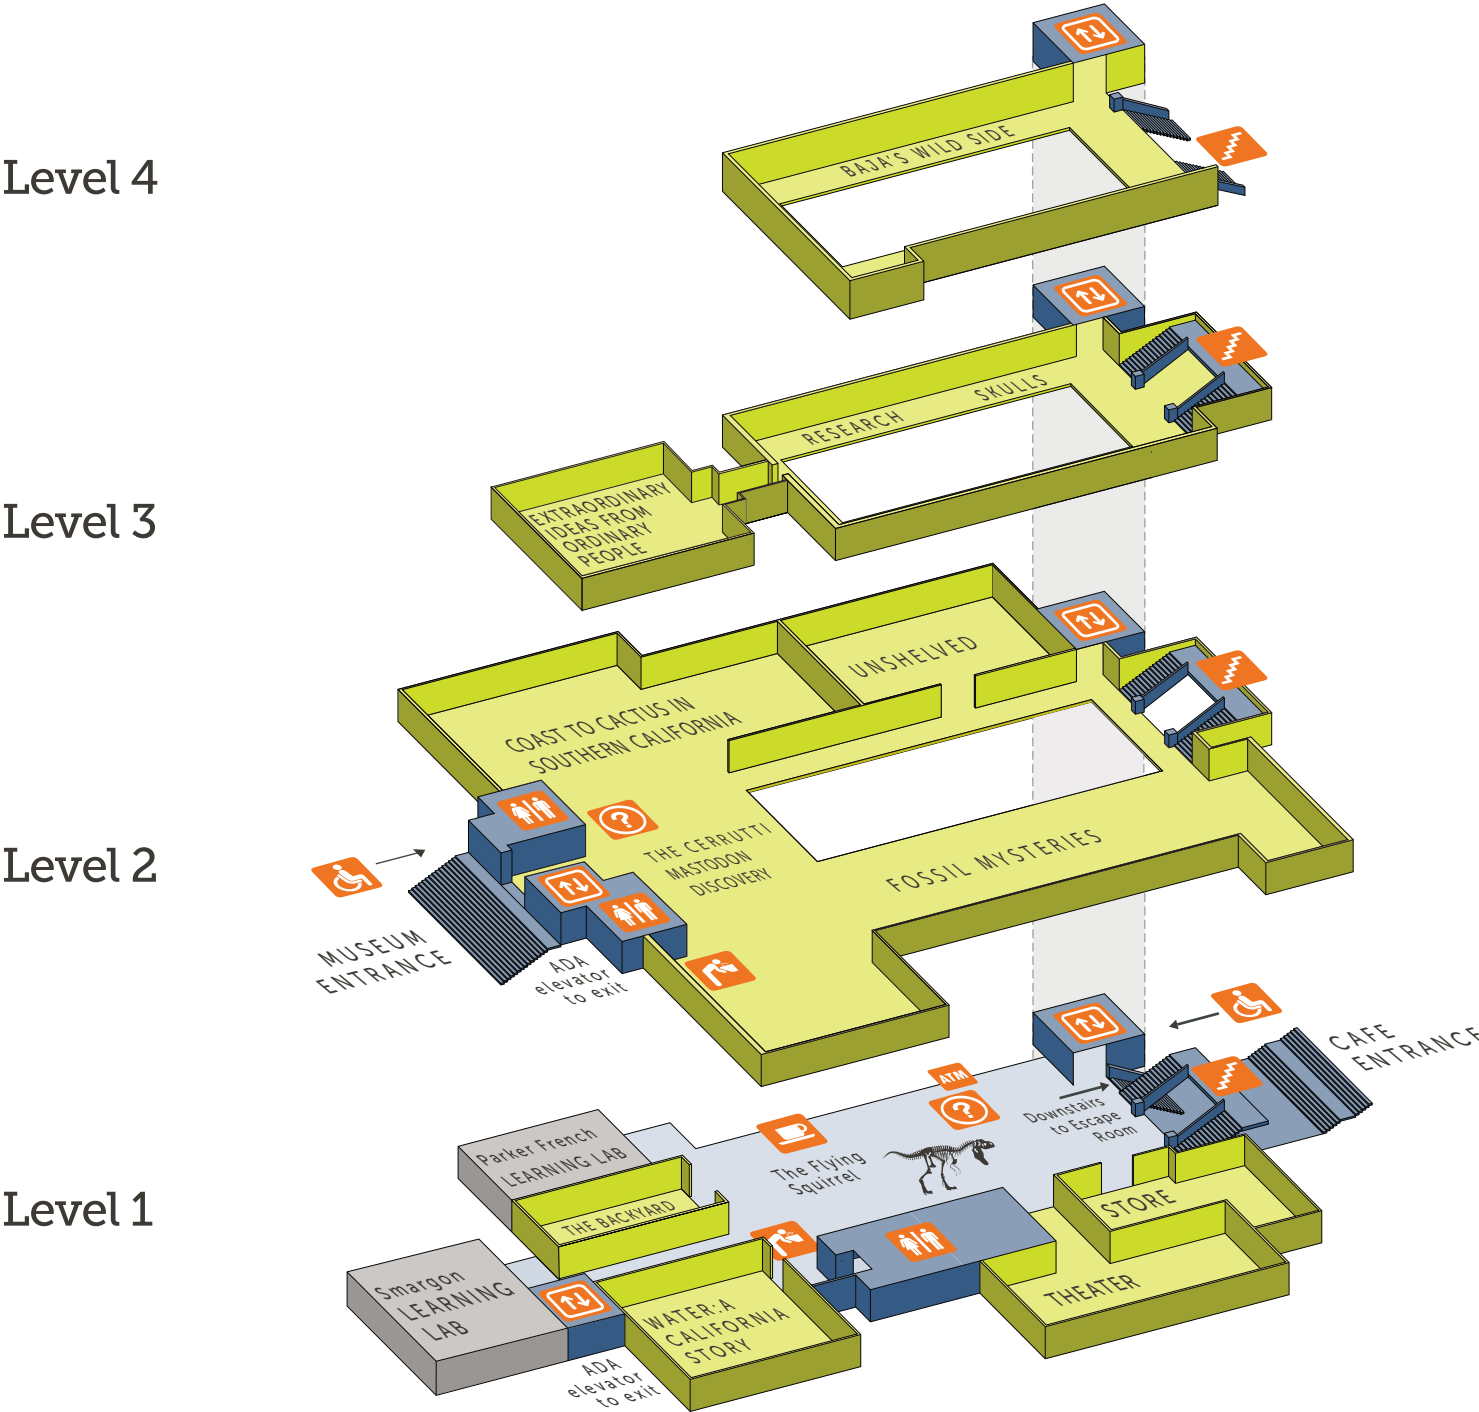 Level 4
BAJA'S WILD SIDE
Level 3
RESEARCH
SKULLS
EXTRAORDINARY
IDEAS FROM
ORDINARY
PEOPLE
Level 2
UNSHELVED
COAST TO CACTUS IN
SOUTHERN CALIFORNIA
?
THE CERRUTTI
MASTODON
DISCOVERY
FOSSIL MYSTERIES
MUSEUM
ENTRANCE
ADA
elevator
to exit
Level 1
CAFE
ENTRANCE
ATM
?
Downstairs
to Escape
Room
The Flying
Squirrel
Parker French
LEARNING LAB
THE BACKYARD
STORE
THEATER
Smargon
LEARNING
LAB
WATER: A
CALIFORNIA
STORY
ADA
elevator
to exit